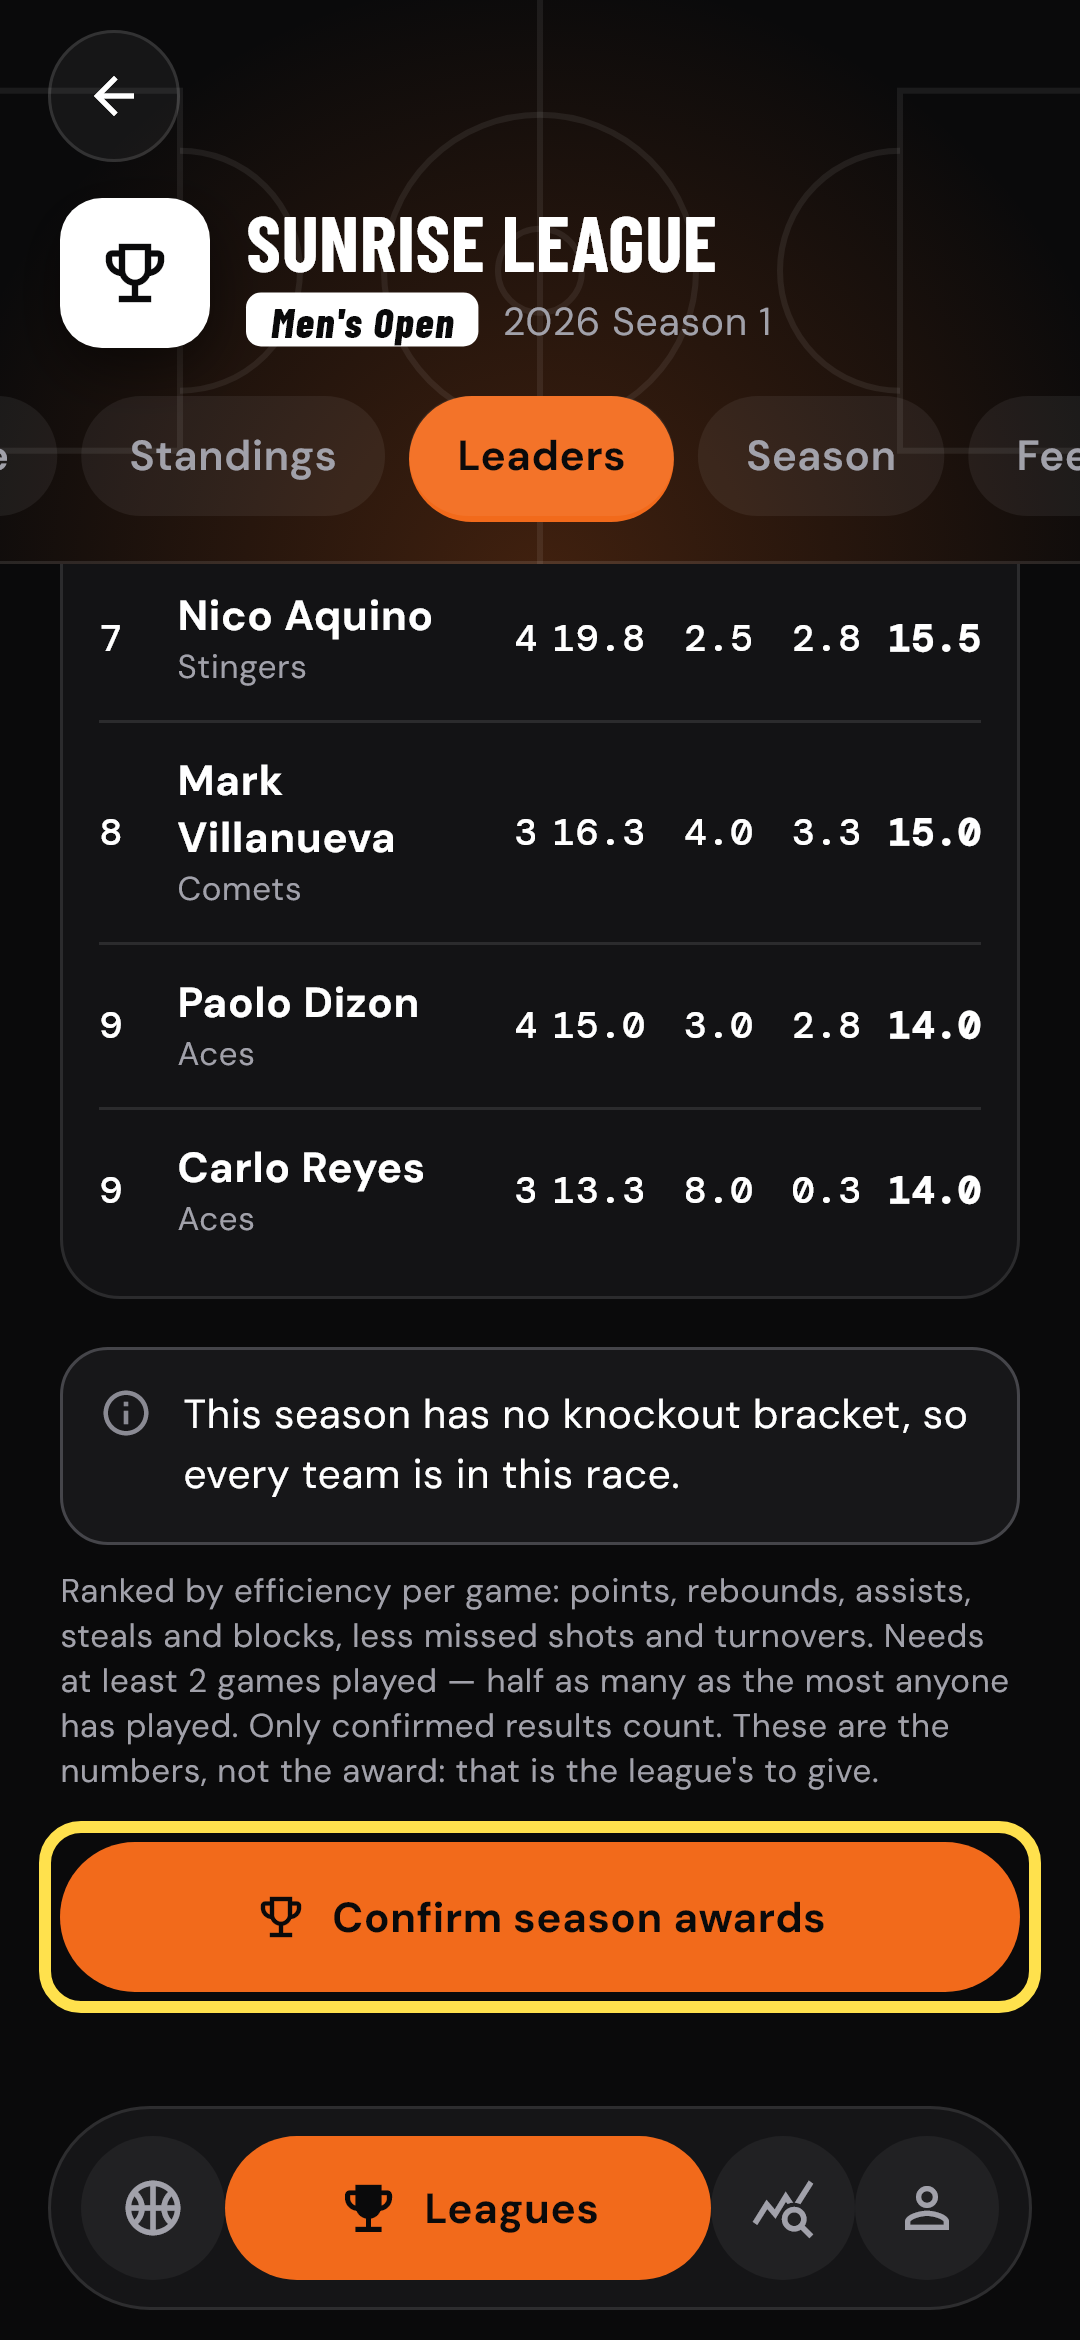 SUNRISE LEAGUE
Men's Open 2026 Season 1
e Standings Leaders Season Fee
7 Nico Aquino 4 19.8 2.5 2.8 15.5
Stingers
8 Mark Villanueva 3 16.3 4.0 3.3 15.0
Comets
9 Paolo Dizon 4 15.0 3.0 2.8 14.0
Aces
9 Carlo Reyes 3 13.3 8.0 0.3 14.0
Aces
This season has no knockout bracket, so
every team is in this race.
Ranked by efficiency per game: points, rebounds, assists,
steals and blocks, less missed shots and turnovers. Needs
at least 2 games played — half as many as the most anyone
has played. Only confirmed results count. These are the
numbers, not the award: that is the league's to give.
Confirm season awards
Leagues